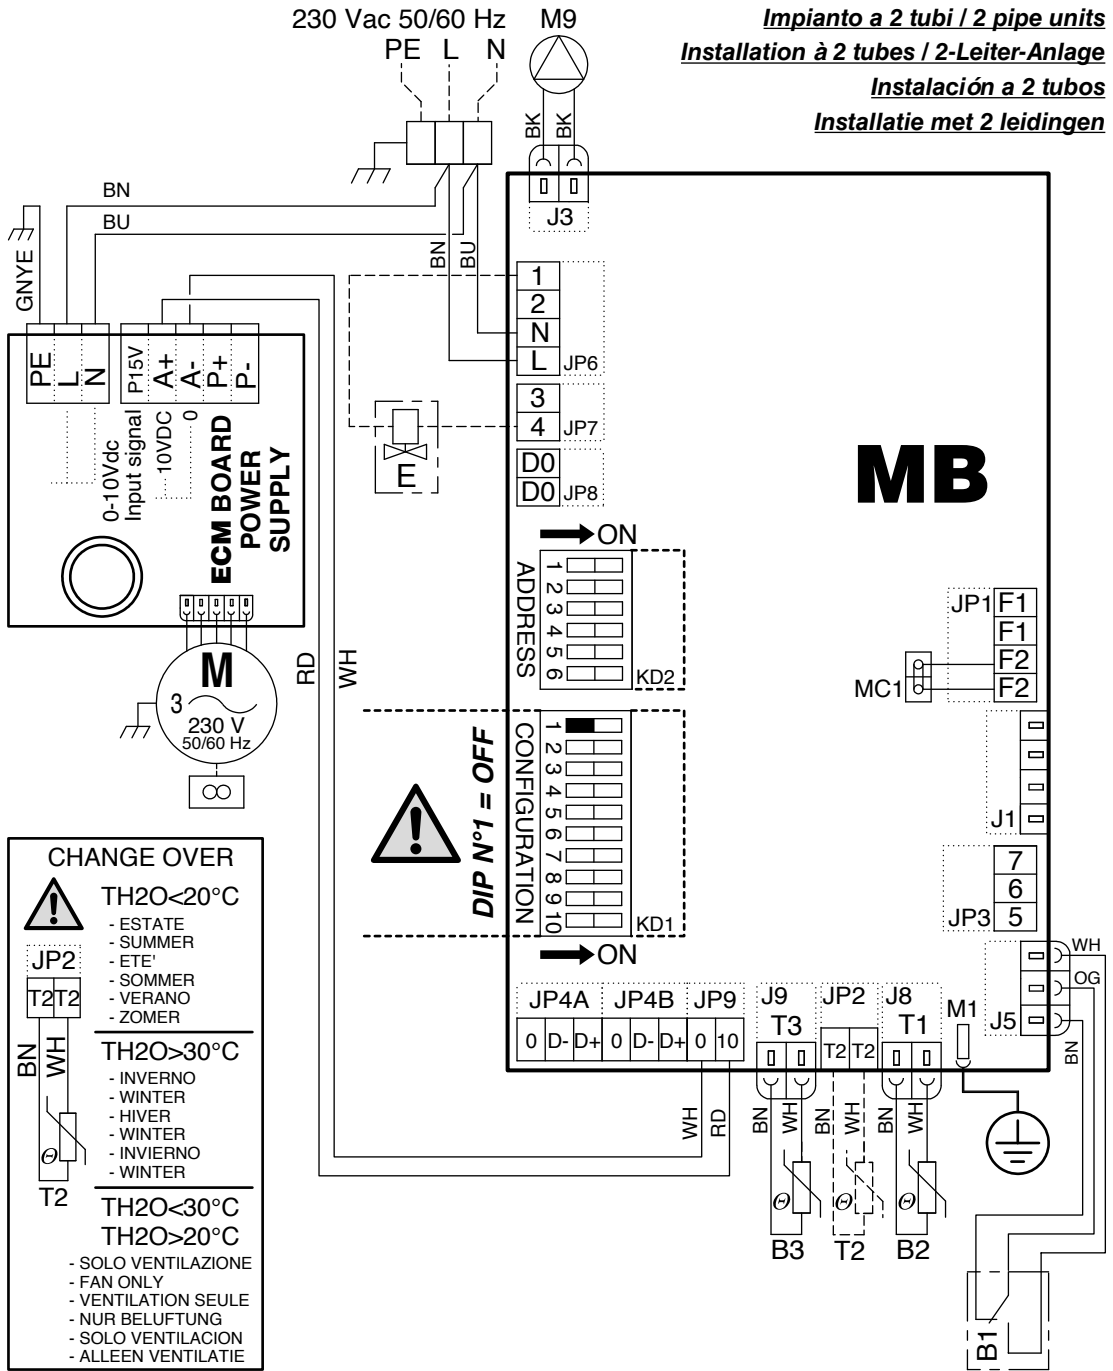 230 Vac 50/60 Hz
PE L N
M9
Impianto a 2 tubi / 2 pipe units
Installation à 2 tubes / 2-Leiter-Anlage
Instalación a 2 tubos
Installatie met 2 leidingen
BK BK
J3
BN
BU
GNYE
BN
BU
1
2
N
L
JP6
3
4
JP7
D0
D0
JP8
E
PE
L
N
P15V
A+
A-
P+
P-
0-10Vdc
Input signal
10VDC
0
ECM BOARD
POWER
SUPPLY
M
3
230 V
50/60 Hz
RD
WH
MB
ON
ADDRESS
1
2
3
4
5
6
KD2
DIP N°1 = OFF
CONFIGURATION
1
2
3
4
5
6
7
8
9
10
KD1
ON
JP1
F1
F1
F2
F2
MC1
J1
7
6
5
JP3
J5
WH
OG
BN
JP4A JP4B JP9
0 D- D+ 0 D- D+ 0 10
J9
T3
JP2
T2 T2
J8
T1
M1
WH RD
BN WH BN WH BN WH
Θ Θ Θ
B3 T2 B2
B1
CHANGE OVER
TH2O<20°C
- ESTATE
- SUMMER
- ETE'
- SOMMER
- VERANO
- ZOMER
JP2
T2 T2
BN WH
Θ
T2
TH2O>30°C
- INVERNO
- WINTER
- HIVER
- WINTER
- INVIERNO
- WINTER
TH2O<30°C
TH2O>20°C
- SOLO VENTILAZIONE
- FAN ONLY
- VENTILATION SEULE
- NUR BELUFTUNG
- SOLO VENTILACION
- ALLEEN VENTILATIE